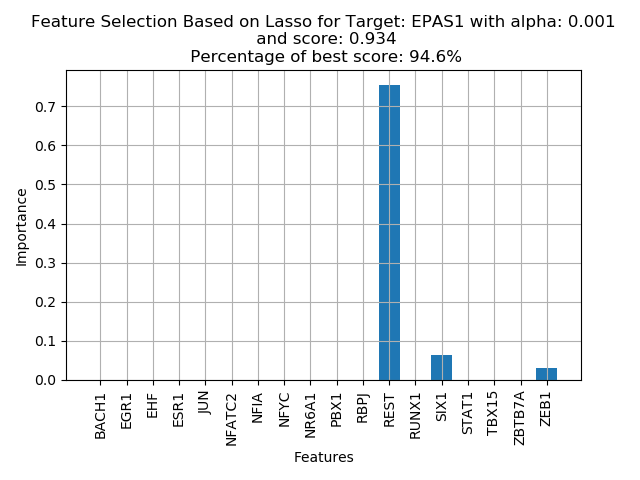 Feature Selection Based on Lasso for Target: EPAS1 with alpha: 0.001
and score: 0.934
Percentage of best score: 94.6%
Importance
0.7
0.6
0.5
0.4
0.3
0.2
0.1
0.0
BACH1
EGR1
EHF
ESR1
JUN
NFATC2
NFIA
NFYC
NR6A1
PBX1
RBPJ
REST
RUNX1
SIX1
STAT1
TBX15
ZBTB7A
ZEB1
Features